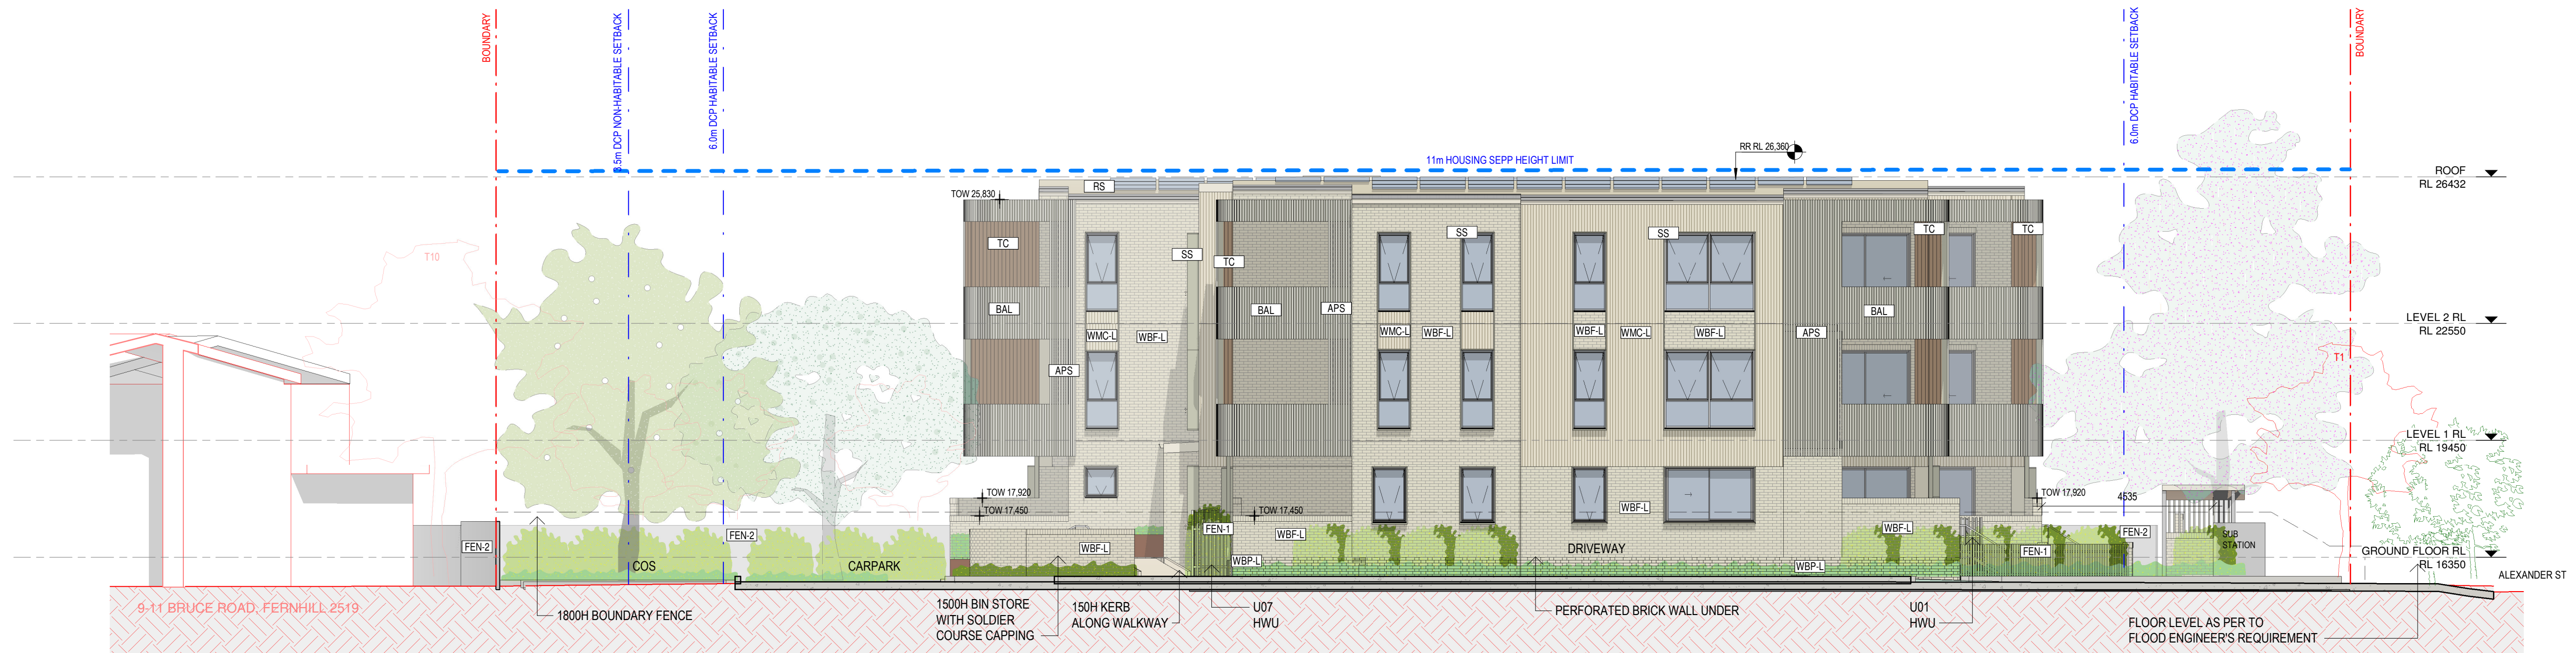 BOUNDARY
3.5m DCP NON-HABITABLE SETBACK
6.0m DCP HABITABLE SETBACK
6.0m DCP HABITABLE SETBACK
BOUNDARY
11m HOUSING SEPP HEIGHT LIMIT
RR RL 26,360
ROOF
RL 26432
RS
TOW 25,830
TC
SS
TC
SS
SS
TC
TC
T10
BAL
BAL
APS
BAL
LEVEL 2 RL
RL 22550
WMC-L
WBF-L
WMC-L
WBF-L
WBF-L
WMC-L
WBF-L
APS
T1
APS
LEVEL 1 RL
RL 19450
TOW 17,920
TOW 17,450
TOW 17,450
TOW 17,920
4535
WBF-L
FEN-2
FEN-2
WBF-L
FEN-1
WBF-L
DRIVEWAY
WBF-L
FEN-1
FEN-2
SUB
STATION
GROUND FLOOR RL
RL 16350
COS
CARPARK
WBP-L
WBP-L
ALEXANDER ST
9-11 BRUCE ROAD, FERNHILL 2519
1800H BOUNDARY FENCE
1500H BIN STORE
WITH SOLDIER
COURSE CAPPING
150H KERB
ALONG WALKWAY
U07
HWU
PERFORATED BRICK WALL UNDER
U01
HWU
FLOOR LEVEL AS PER TO
FLOOD ENGINEER'S REQUIREMENT